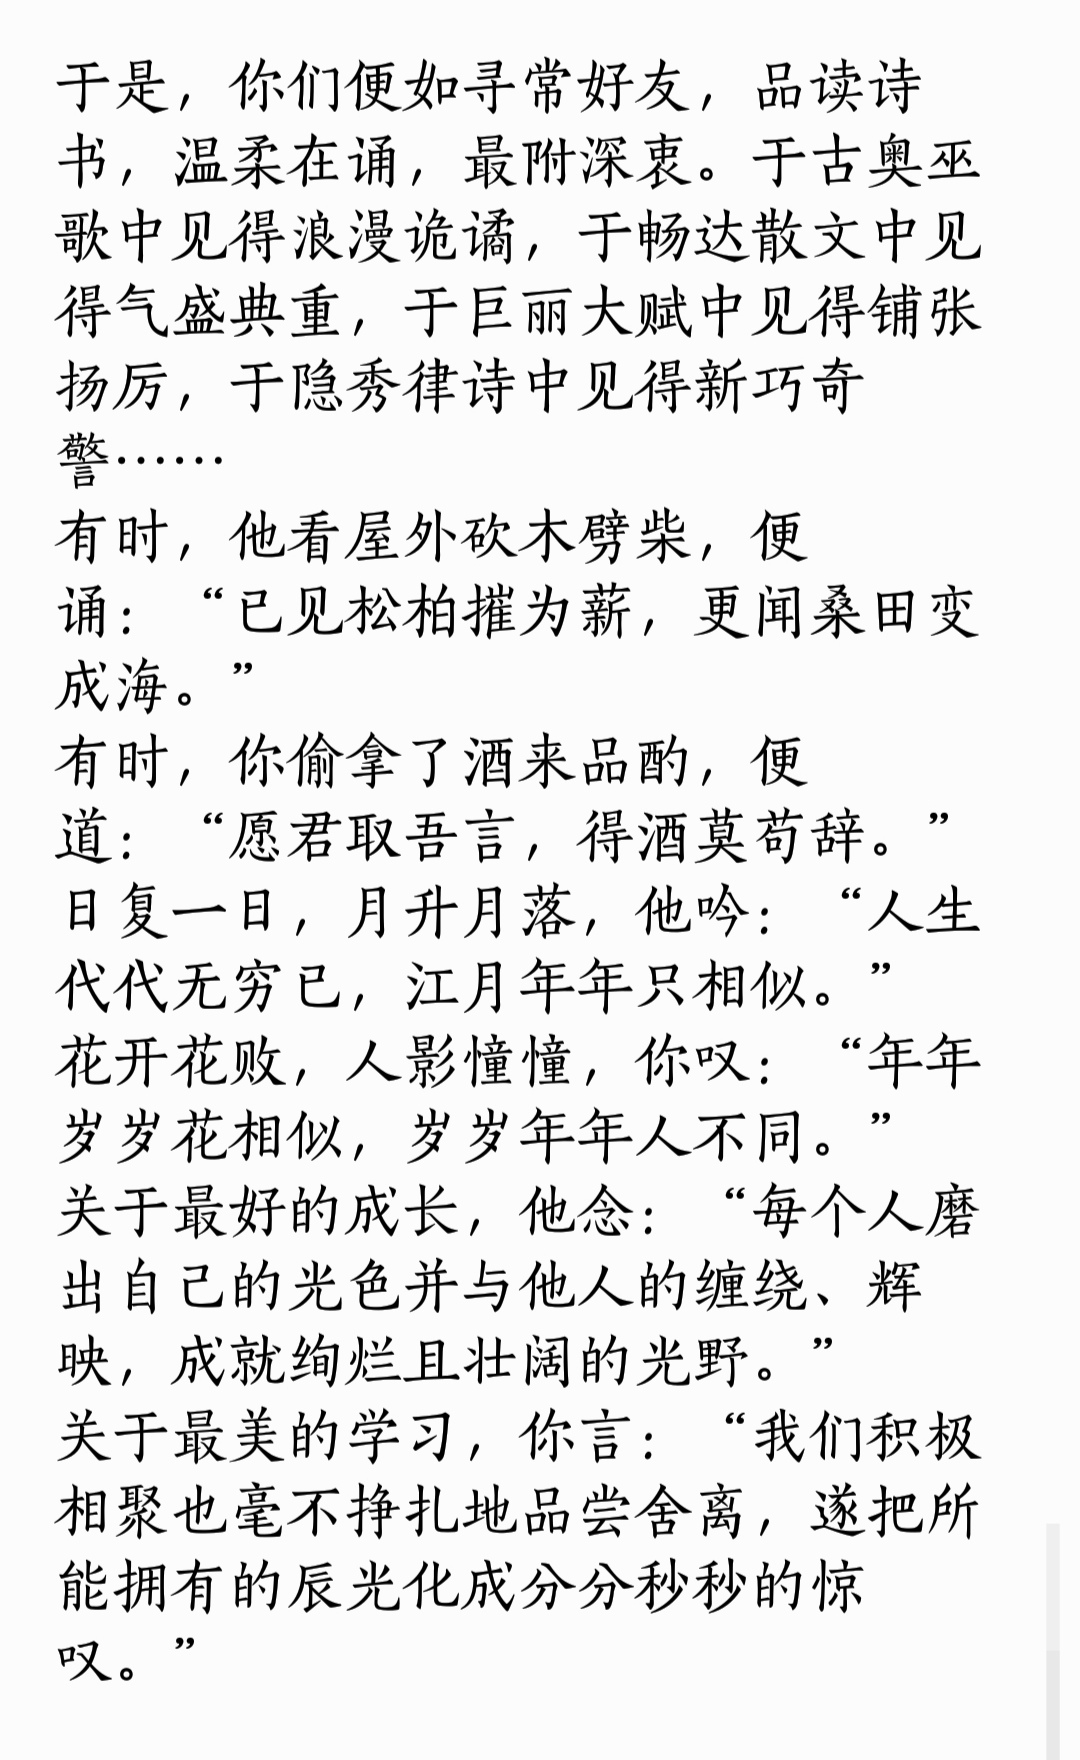 于是，你们便如寻常好友，品读诗
书，温柔在诵，最附深衷。于古奥巫
歌中见得浪漫诡谲，于畅达散文中见
得气盛典重，于巨丽大赋中见得铺张
扬厉，于隐秀律诗中见得新巧奇
警……
有时，他看屋外砍木劈柴，便
诵：“已见松柏摧为薪，更闻桑田变
成海。”
有时，你偷拿了酒来品酌，便
道：“愿君取吾言，得酒莫苟辞。”
日复一日，月升月落，他吟：“人生
代代无穷已，江月年年只相似。”
花开花败，人影憧憧，你叹：“年年
岁岁花相似，岁岁年年人不同。”
关于最好的成长，他念：“每个人磨
出自己的光色并与他人的缠绕、辉
映，成就绚烂且壮阔的光野。”
关于最美的学习，你言：“我们积极
相聚也毫不挣扎地品尝舍离，遂把所
能拥有的辰光化成分分秒秒的惊
叹。”